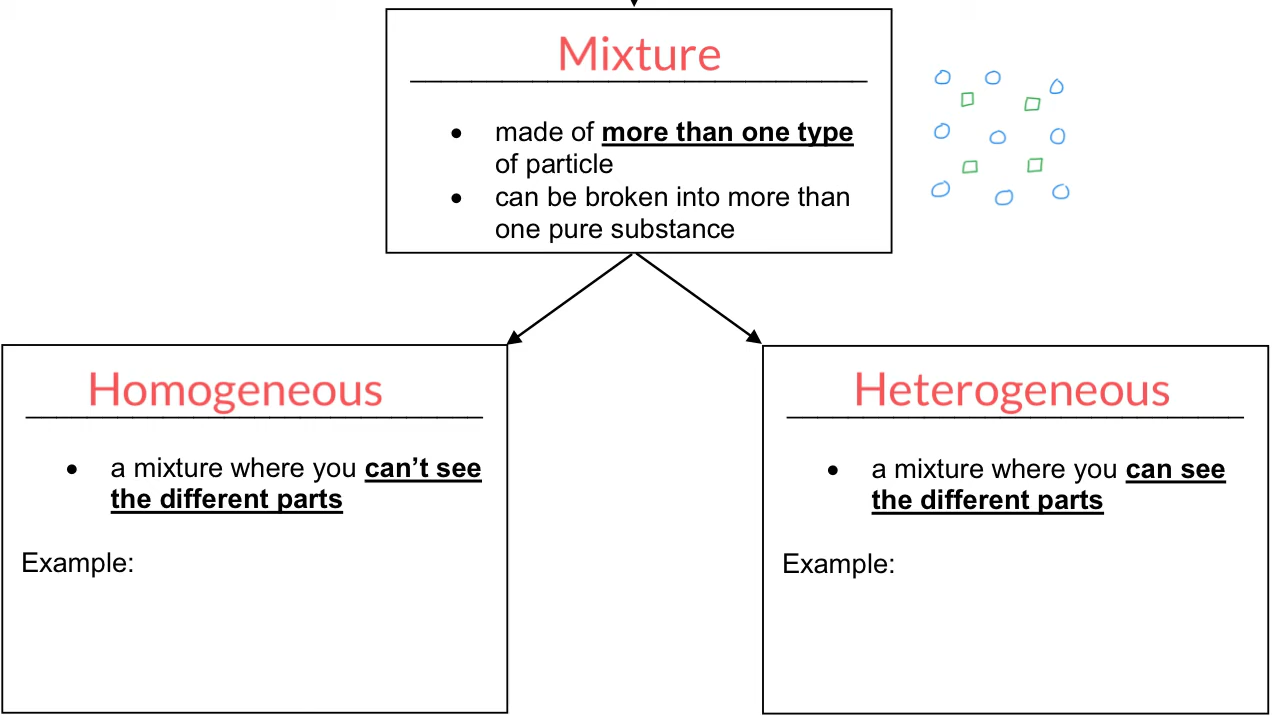 Mixture
• made of more than one type
of particle
• can be broken into more than
one pure substance
Homogeneous
• a mixture where you can’t see
the different parts
Example:
Heterogeneous
• a mixture where you can see
the different parts
Example: